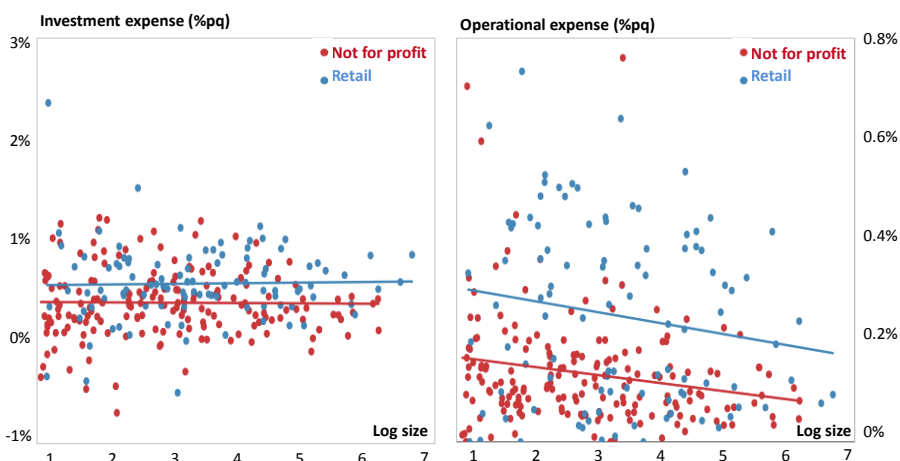 Investment expense (%pq)
3%
2%
1%
0%
-1%
Not for profit
Retail
Log size
1 2 3 4 5 6 7
Operational expense (%pq)
0.8%
0.6%
0.4%
0.2%
0%
Not for profit
Retail
Log size
1 2 3 4 5 6 7